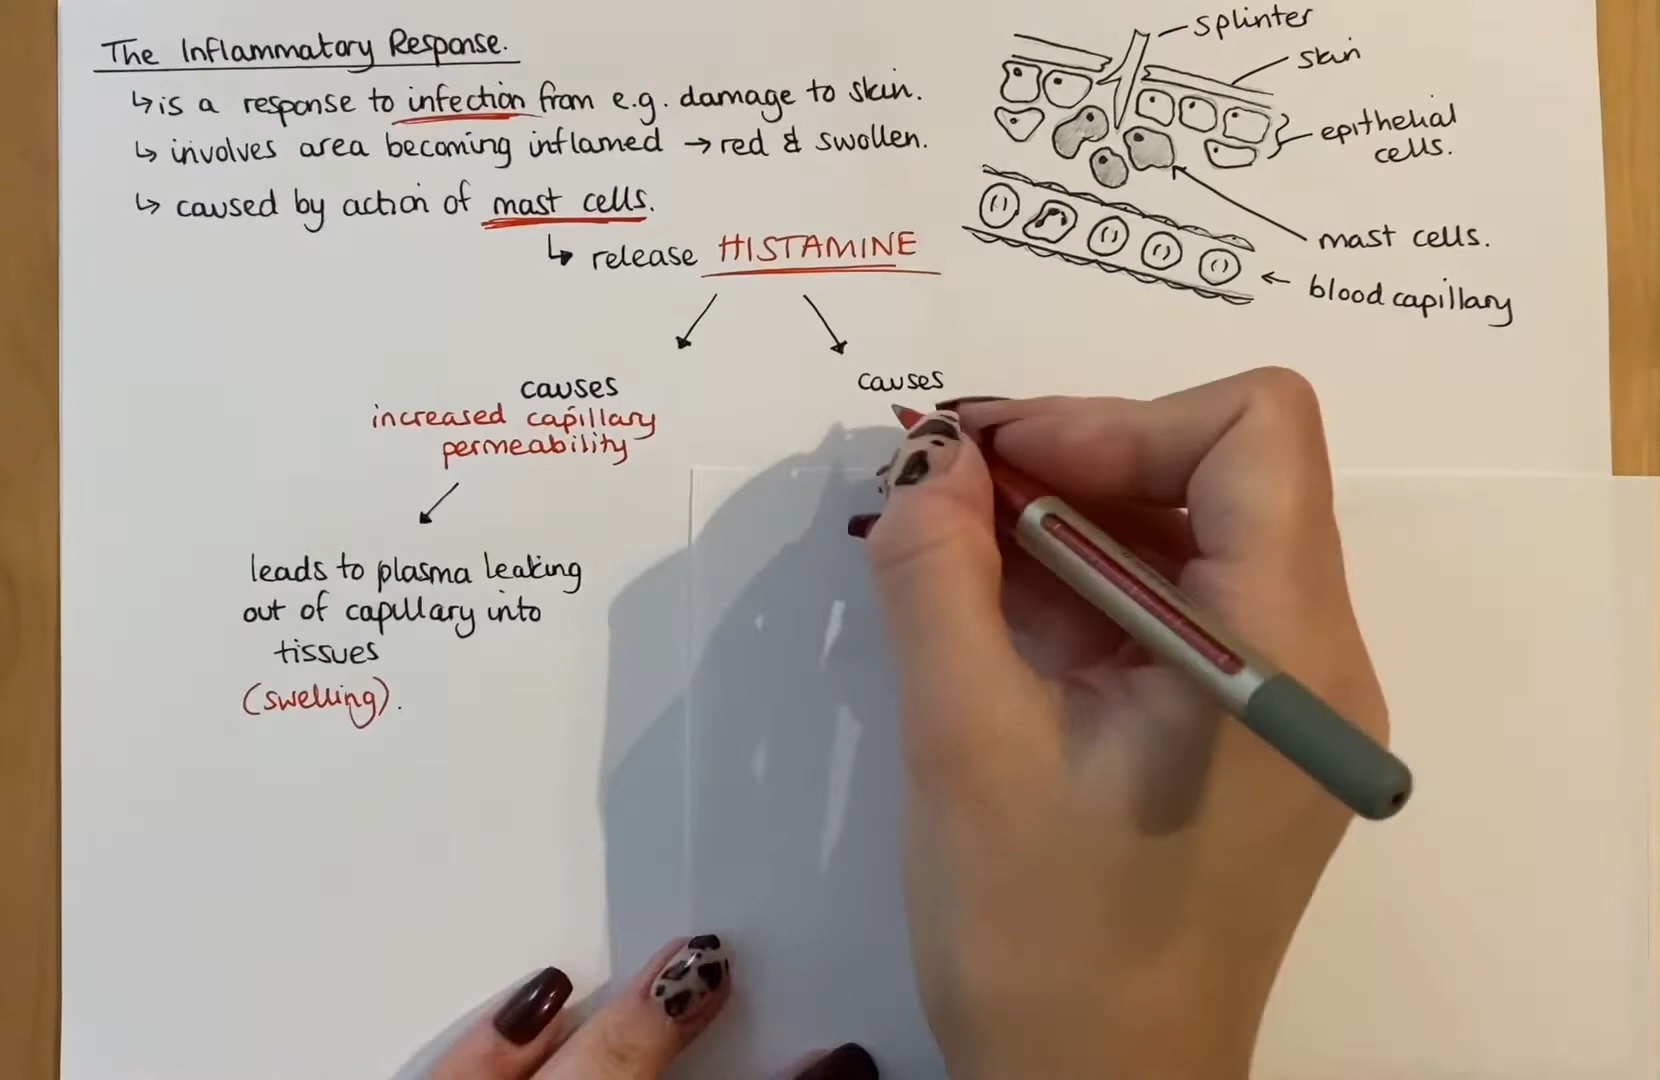 The Inflammatory Response.
↳ is a response to infection from e.g. damage to skin.
↳ involves area becoming inflamed → red & swollen.
↳ caused by action of mast cells.
↳ release HISTAMINE
causes
increased capillary
permeability
leads to plasma leaking
out of capillary into
tissues
(swelling).
causes
splinter
skin
epithelial
cells.
mast cells.
blood capillary